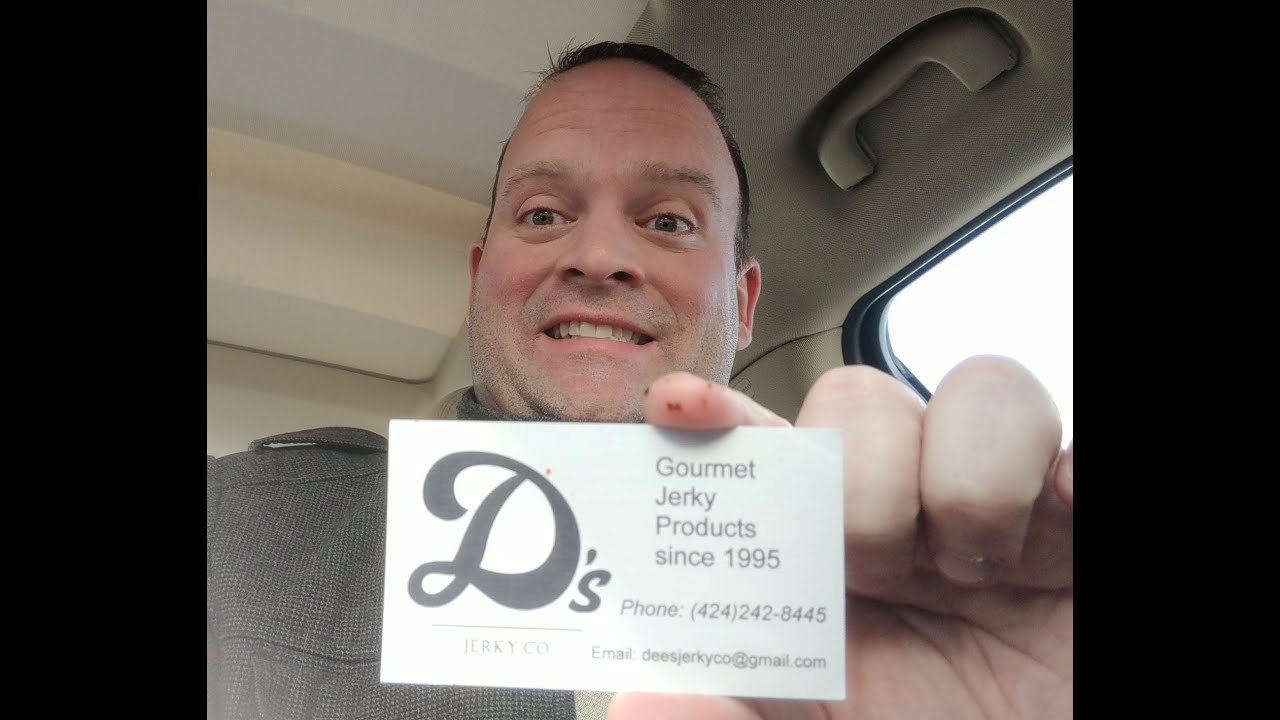 D's
JERKY CO
Gourmet
Jerky
Products
since 1995
Phone: (424)242-8445
Email: deesjerkyco@gmail.com